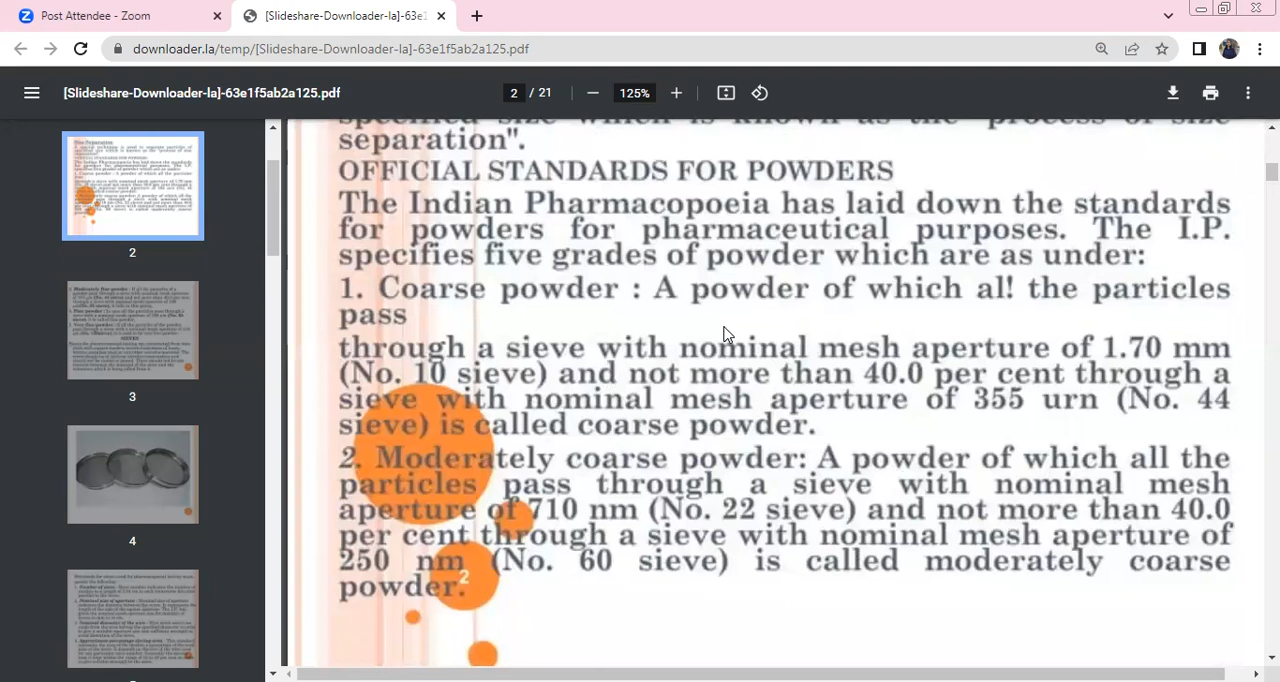 Post Attendee - Zoom
[Slideshare-Downloader-la]-63e1f
downloader.la/temp/[Slideshare-Downloader-la]-63e1f5ab2a125.pdf
[Slideshare-Downloader-la]-63e1f5ab2a125.pdf
2 / 21
125%
2
3
4
specified size which is known as the "process of size
separation".
OFFICIAL STANDARDS FOR POWDERS
The Indian Pharmacopoeia has laid down the standards
for powders for pharmaceutical purposes. The I.P.
specifies five grades of powder which are as under:
1. Coarse powder : A powder of which al! the particles
pass
through a sieve with nominal mesh aperture of 1.70 mm
(No. 10 sieve) and not more than 40.0 per cent through a
sieve with nominal mesh aperture of 355 urn (No. 44
sieve) is called coarse powder.
2. Moderately coarse powder: A powder of which all the
particles pass through a sieve with nominal mesh
aperture of 710 nm (No. 22 sieve) and not more than 40.0
per cent through a sieve with nominal mesh aperture of
250 nm (No. 60 sieve) is called moderately coarse
powder.
2